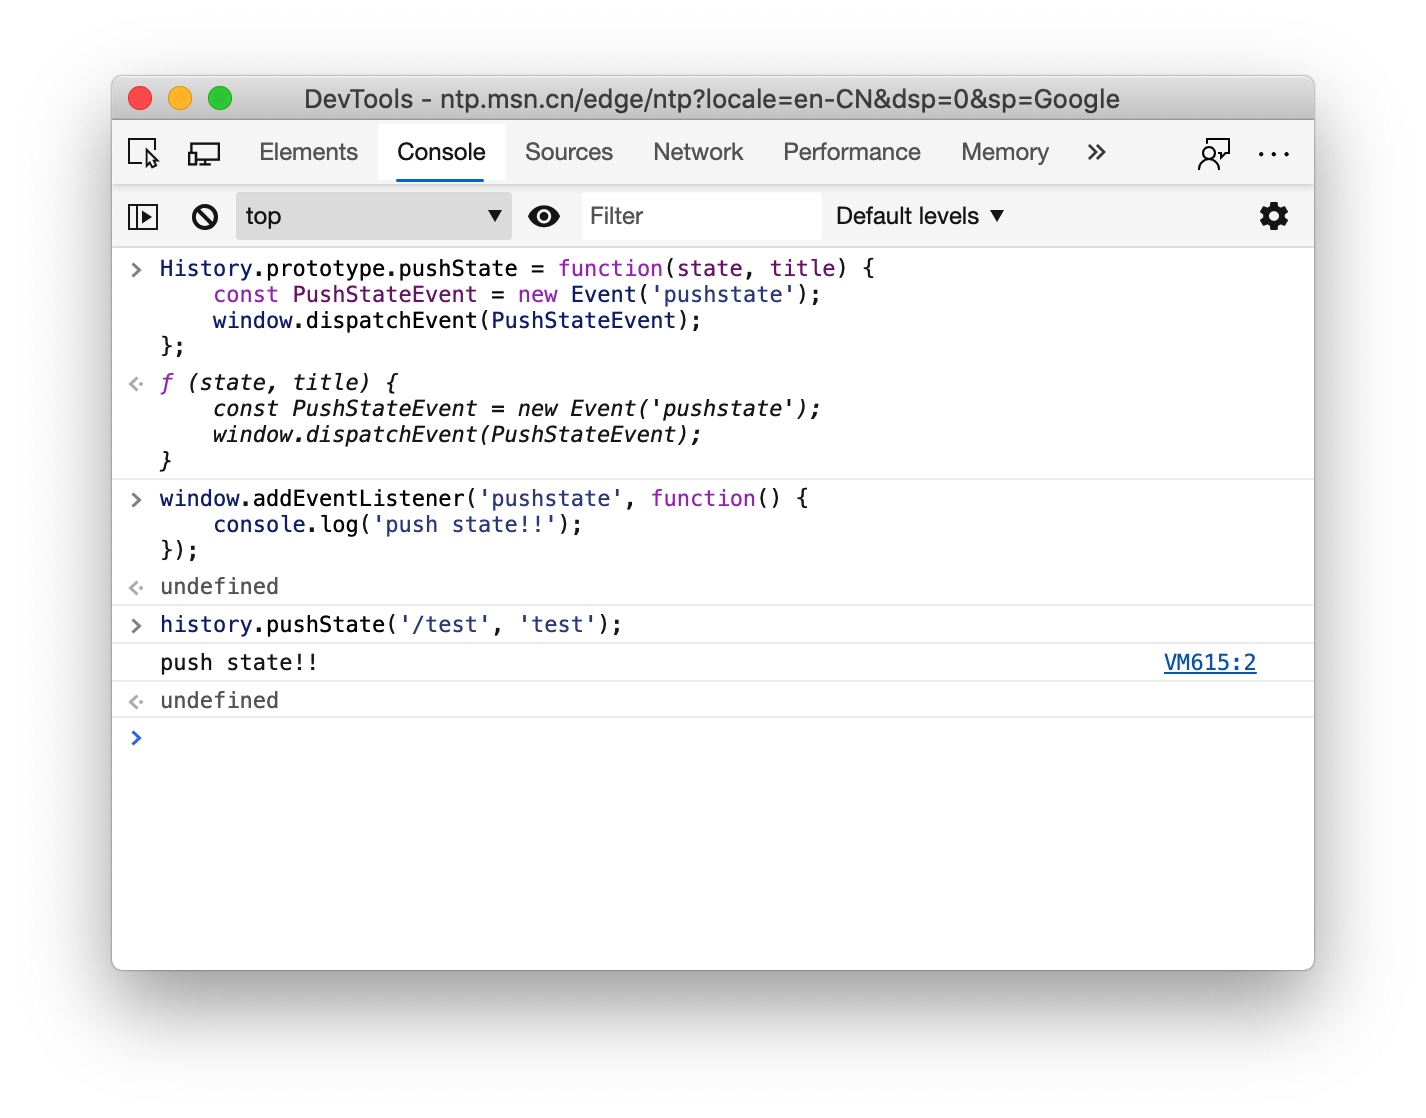 DevTools - ntp.msn.cn/edge/ntp?locale=en-CN&dsp=0&sp=Google
Elements Console Sources Network Performance Memory
top Filter Default levels
History.prototype.pushState = function(state, title) {
    const PushStateEvent = new Event('pushstate');
    window.dispatchEvent(PushStateEvent);
};
ƒ (state, title) {
    const PushStateEvent = new Event('pushstate');
    window.dispatchEvent(PushStateEvent);
}
window.addEventListener('pushstate', function() {
    console.log('push state!!');
});
undefined
history.pushState('/test', 'test');
push state!! VM615:2
undefined